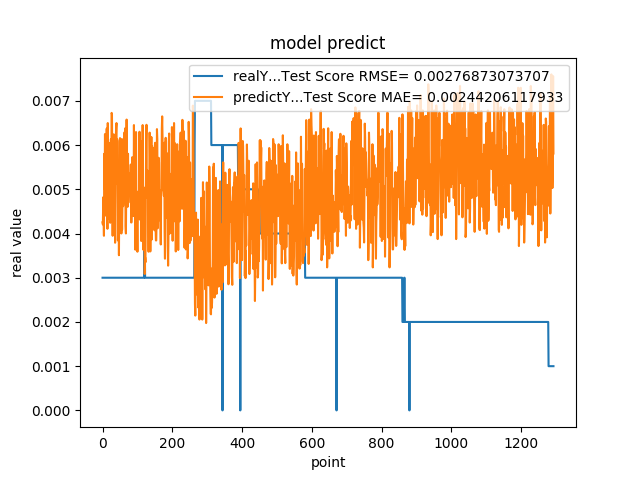 model predict
realY...Test Score RMSE= 0.00276873073707
predictY...Test Score MAE= 0.00244206117933
0.007
0.006
0.005
0.004
0.003
0.002
0.001
0.000
real value
0 200 400 600 800 1000 1200
point